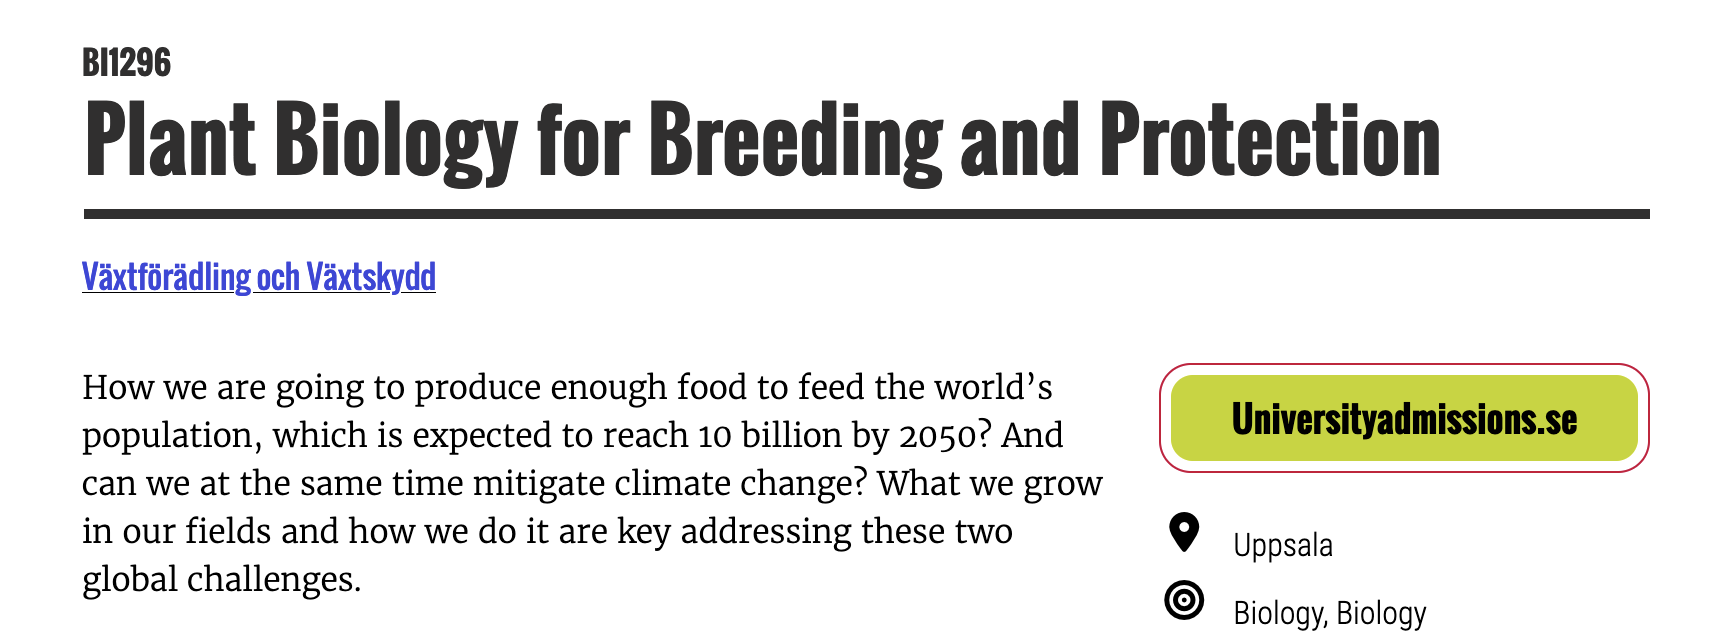 BI1296
Plant Biology for Breeding and Protection
Växtförädling och Växtskydd
How we are going to produce enough food to feed the world’s
population, which is expected to reach 10 billion by 2050? And
can we at the same time mitigate climate change? What we grow
in our fields and how we do it are key addressing these two
global challenges.
Universityadmissions.se
Uppsala
Biology, Biology